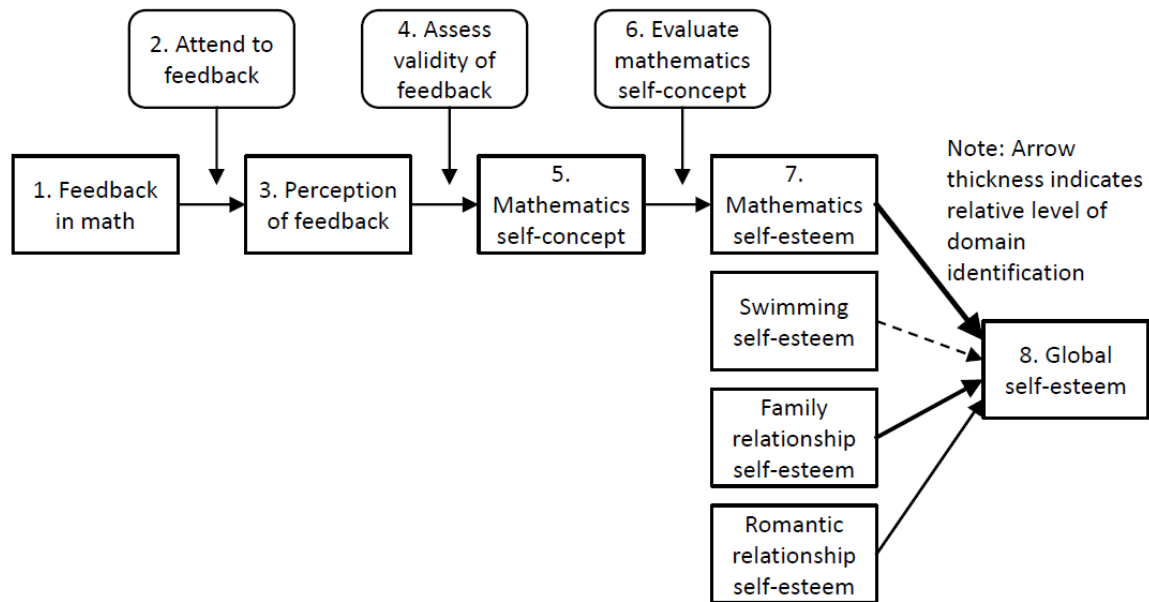 2. Attend to
feedback
4. Assess
validity of
feedback
6. Evaluate
mathematics
self-concept
Note: Arrow
thickness indicates
relative level of
domain
identification
1. Feedback
in math
3. Perception
of feedback
5.
Mathematics
self-concept
7.
Mathematics
self-esteem
Swimming
self-esteem
8. Global
self-esteem
Family
relationship
self-esteem
Romantic
relationship
self-esteem